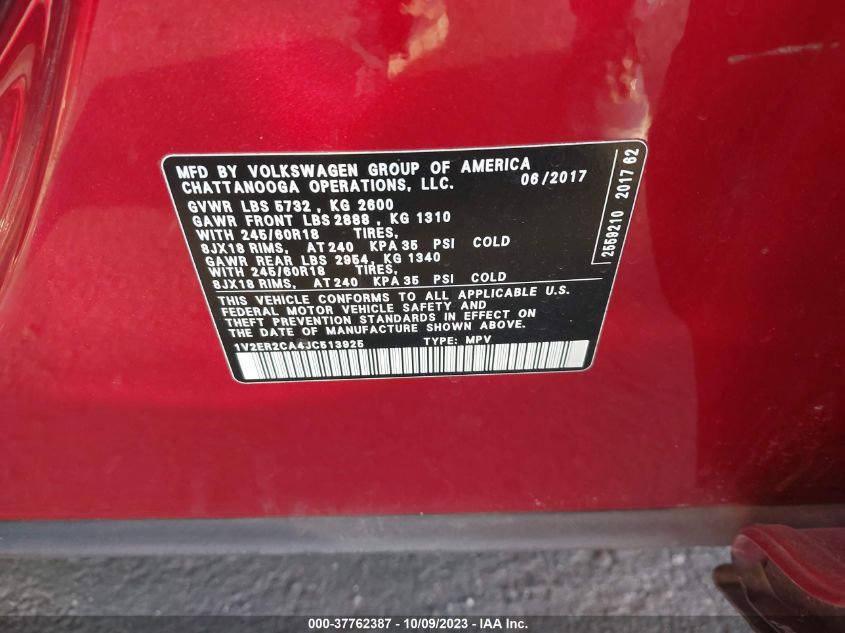 MFD BY VOLKSWAGEN GROUP OF AMERICA
CHATTANOOGA OPERATIONS, LLC. 06/2017
GVWR LBS 5732 , KG 2600
GAWR FRONT LBS 2888 , KG 1310
WITH 245/60R18 TIRES,
8JX18 RIMS, AT 240 KPA 35 PSI COLD
GAWR REAR LBS 2954, KG 1340
WITH 245/60R18 TIRES,
8JX18 RIMS, AT 240 KPA 35 PSI COLD
THIS VEHICLE CONFORMS TO ALL APPLICABLE U.S.
FEDERAL MOTOR VEHICLE SAFETY AND
THEFT PREVENTION STANDARDS IN EFFECT ON
THE DATE OF MANUFACTURE SHOWN ABOVE.
1V2ER2CA4JC513925 TYPE: MPV
2559210 2017 62
000-37762387 - 10/09/2023 - IAA Inc.